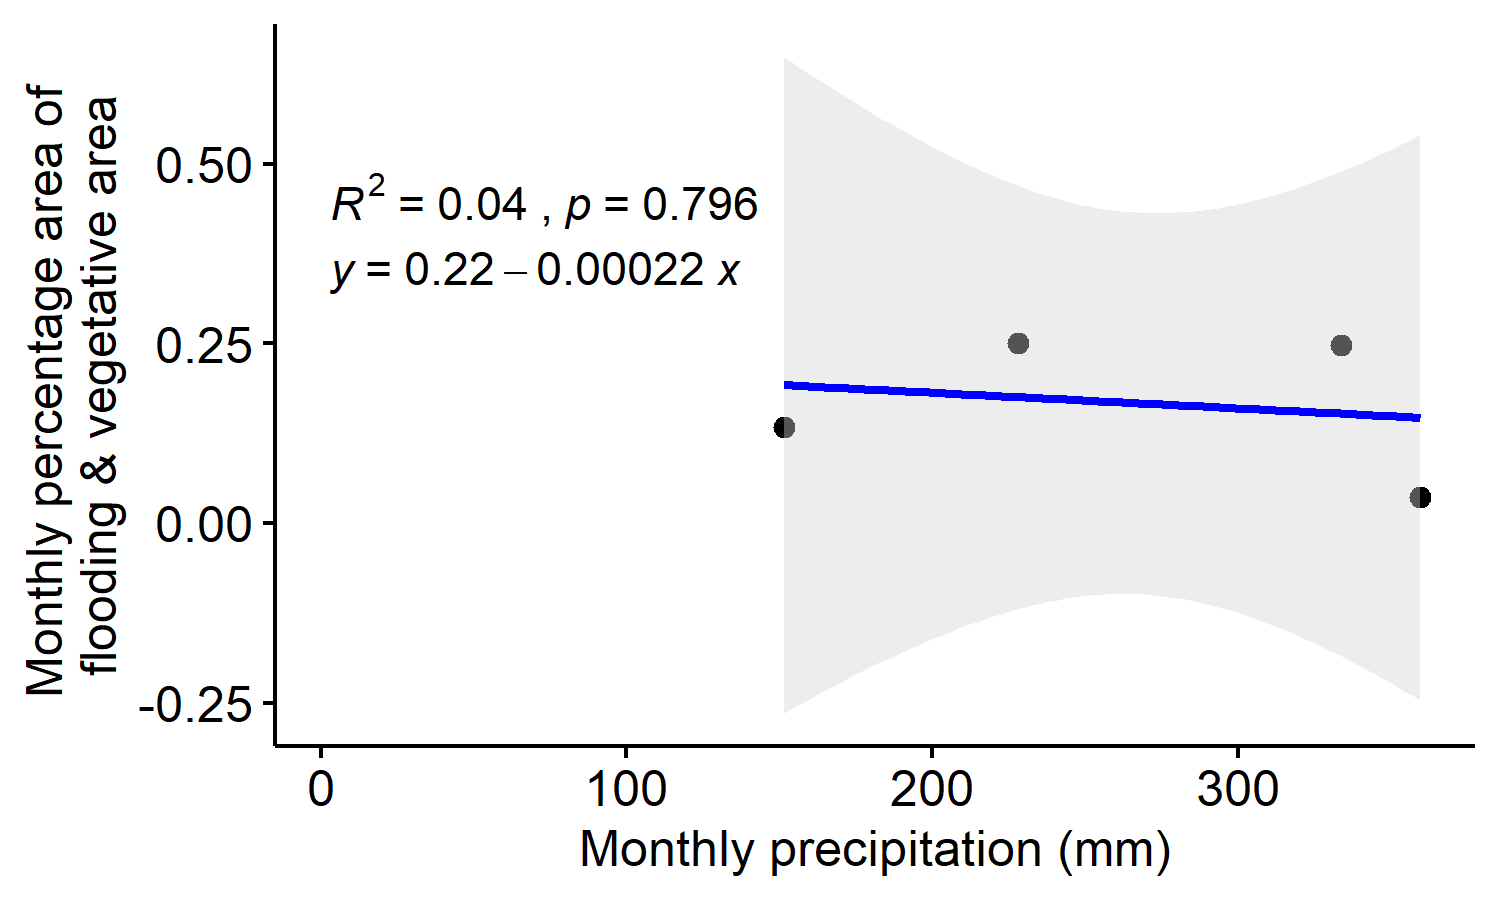 Monthly percentage area of
flooding & vegetative area
0.50
0.25
0.00
-0.25
R² = 0.04 , p = 0.796
y = 0.22 – 0.00022 x
0 100 200 300
Monthly precipitation (mm)